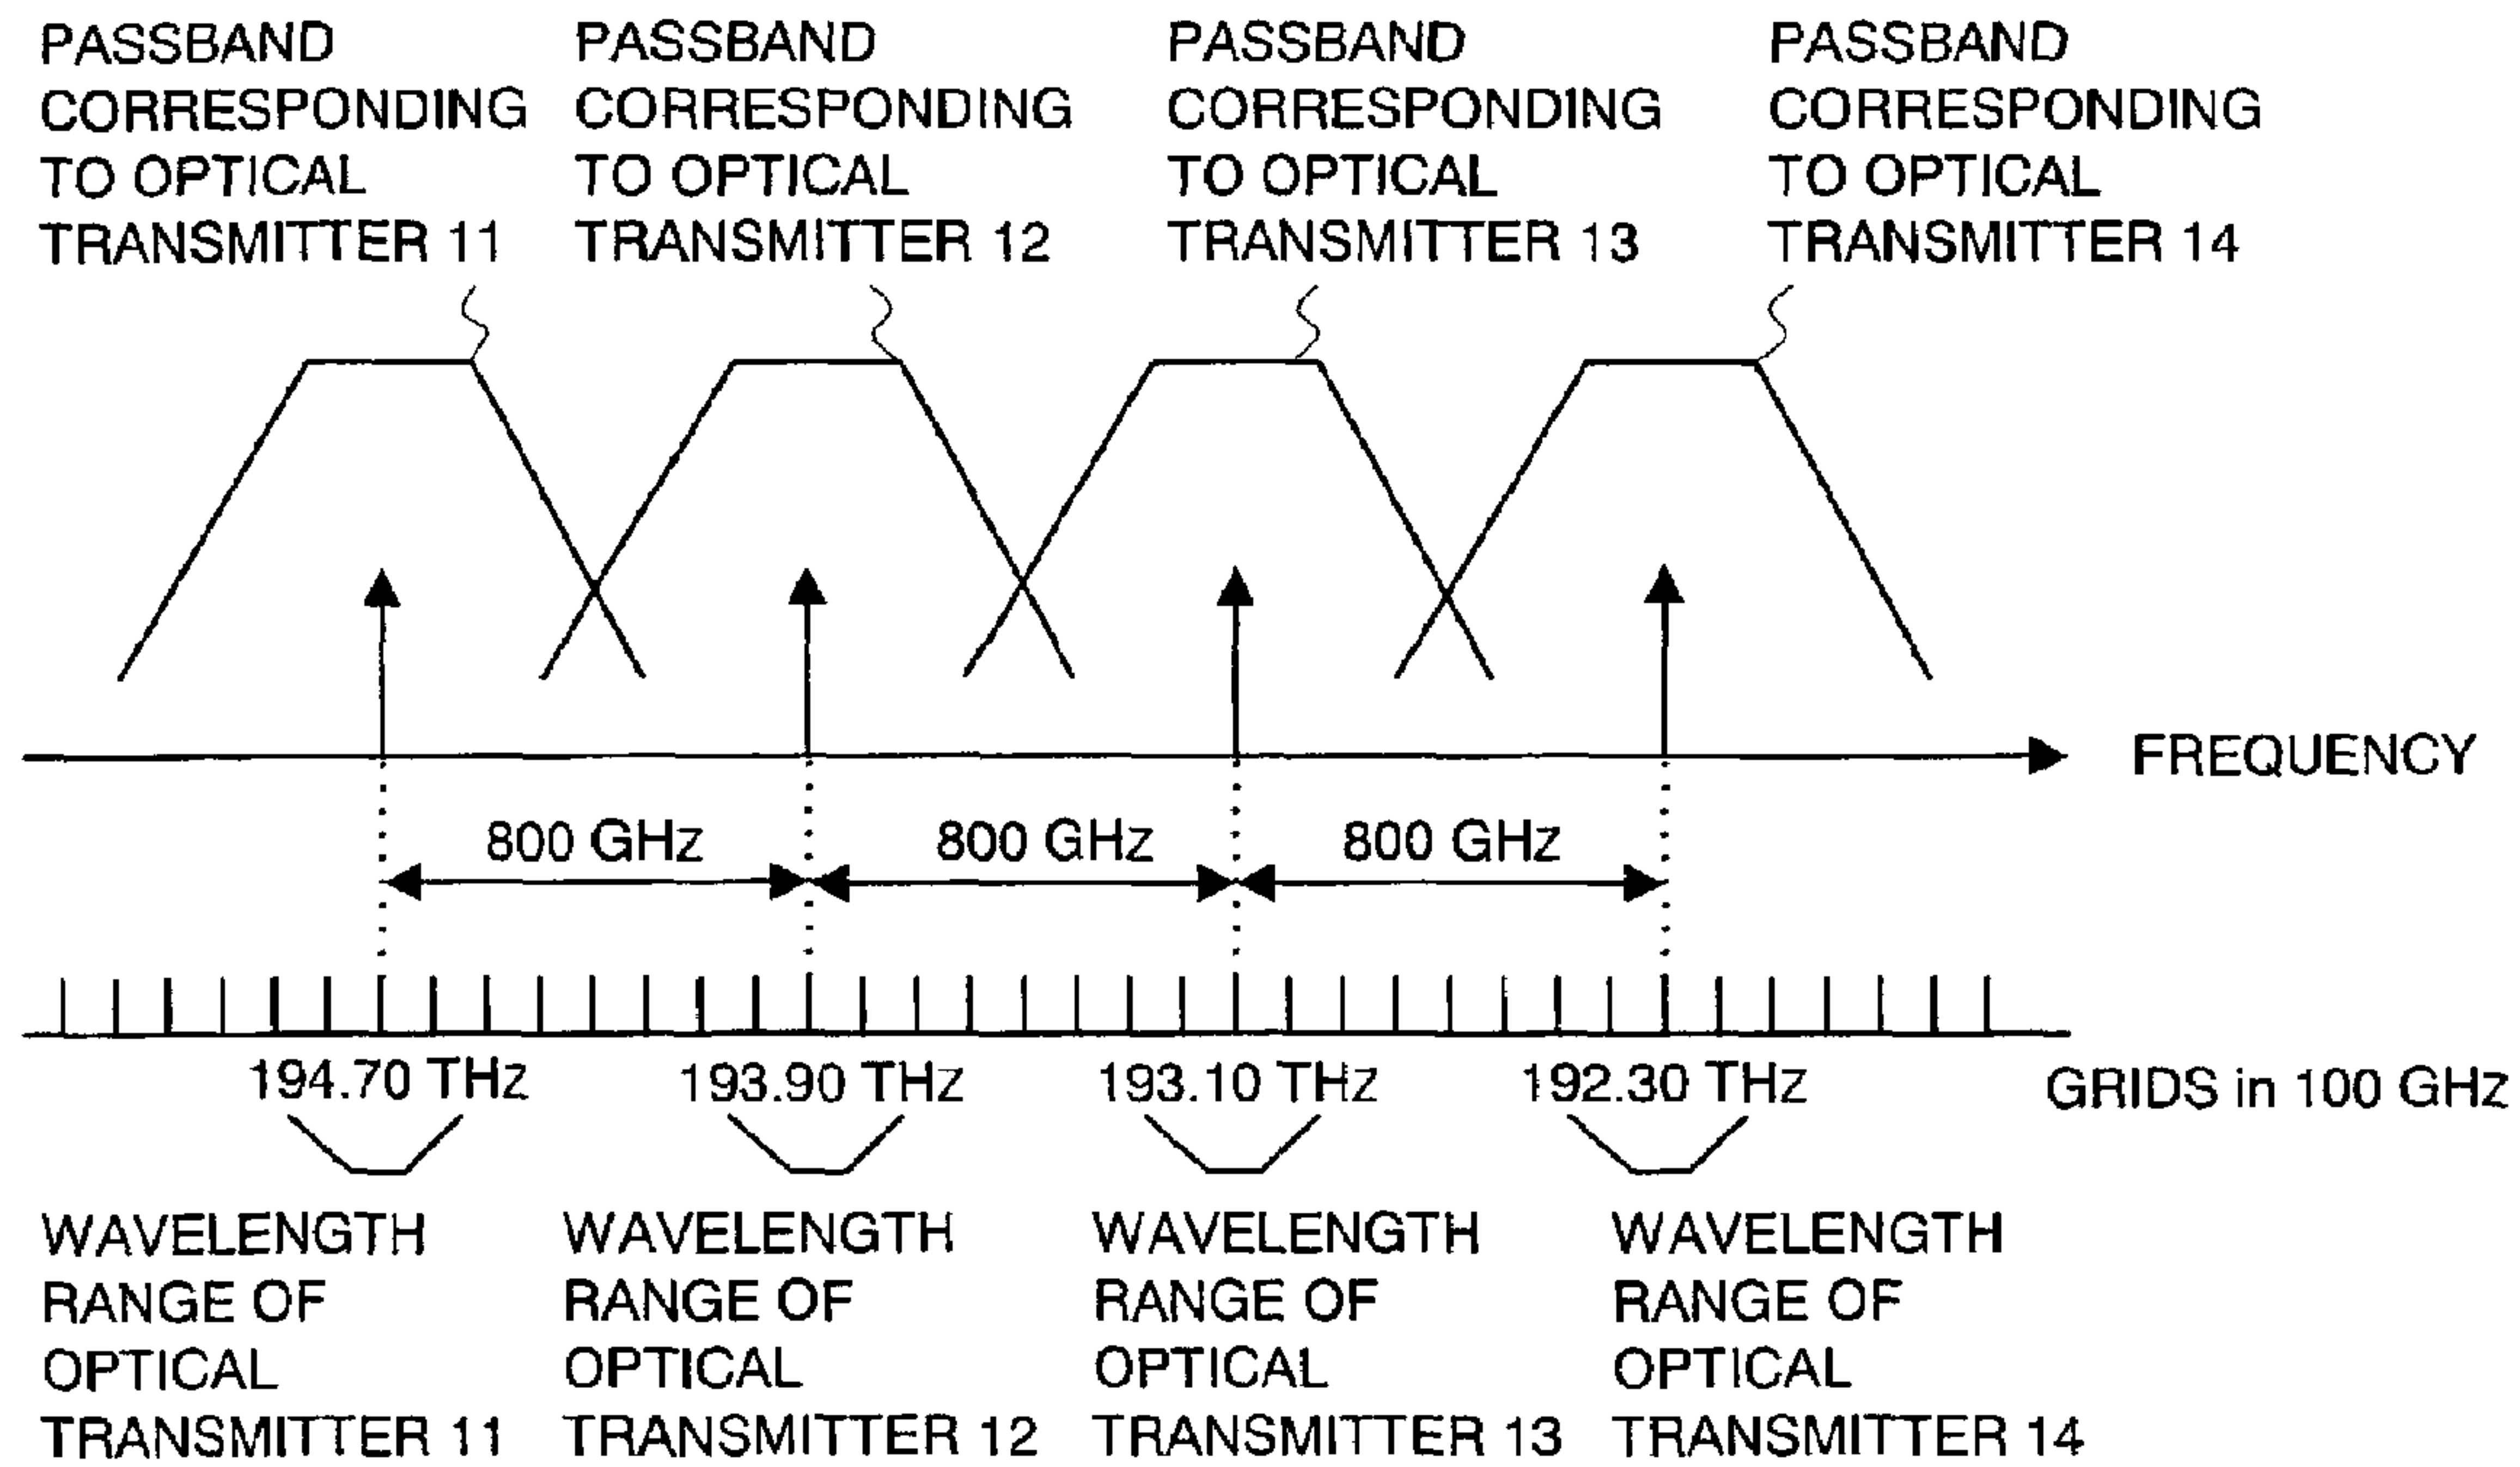 PASSBAND
CORRESPONDING
TO OPTICAL
TRANSMITTER 11
PASSBAND
CORRESPONDING
TO OPTICAL
TRANSMITTER 12
PASSBAND
CORRESPONDING
TO OPTICAL
TRANSMITTER 13
PASSBAND
CORRESPONDING
TO OPTICAL
TRANSMITTER 14
FREQUENCY
800 GHz
800 GHz
800 GHz
194.70 THz
193.90 THz
193.10 THz
192.30 THz
GRIDS in 100 GHz
WAVELENGTH
RANGE OF
OPTICAL
TRANSMITTER 11
WAVELENGTH
RANGE OF
OPTICAL
TRANSMITTER 12
WAVELENGTH
RANGE OF
OPTICAL
TRANSMITTER 13
WAVELENGTH
RANGE OF
OPTICAL
TRANSMITTER 14